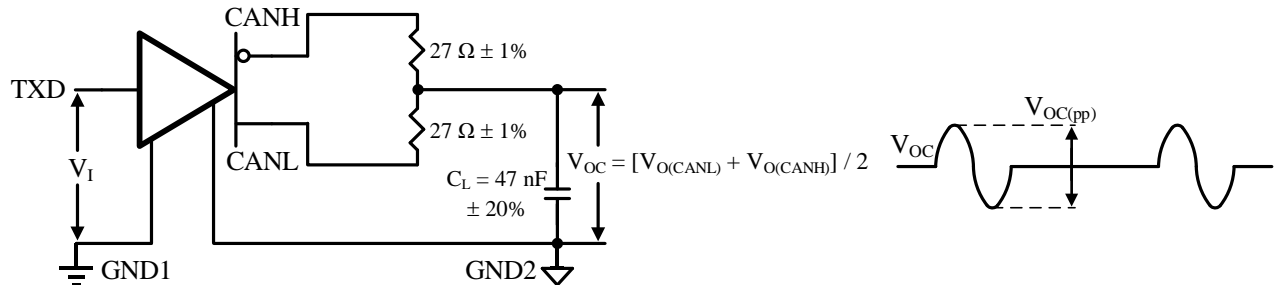 CANH
27 Ω ± 1%
TXD
27 Ω ± 1%
CANL
V_I
V_OC = [V_O(CANL) + V_O(CANH)] / 2
C_L = 47 nF
± 20%
GND1
GND2
V_OC(pp)
V_OC